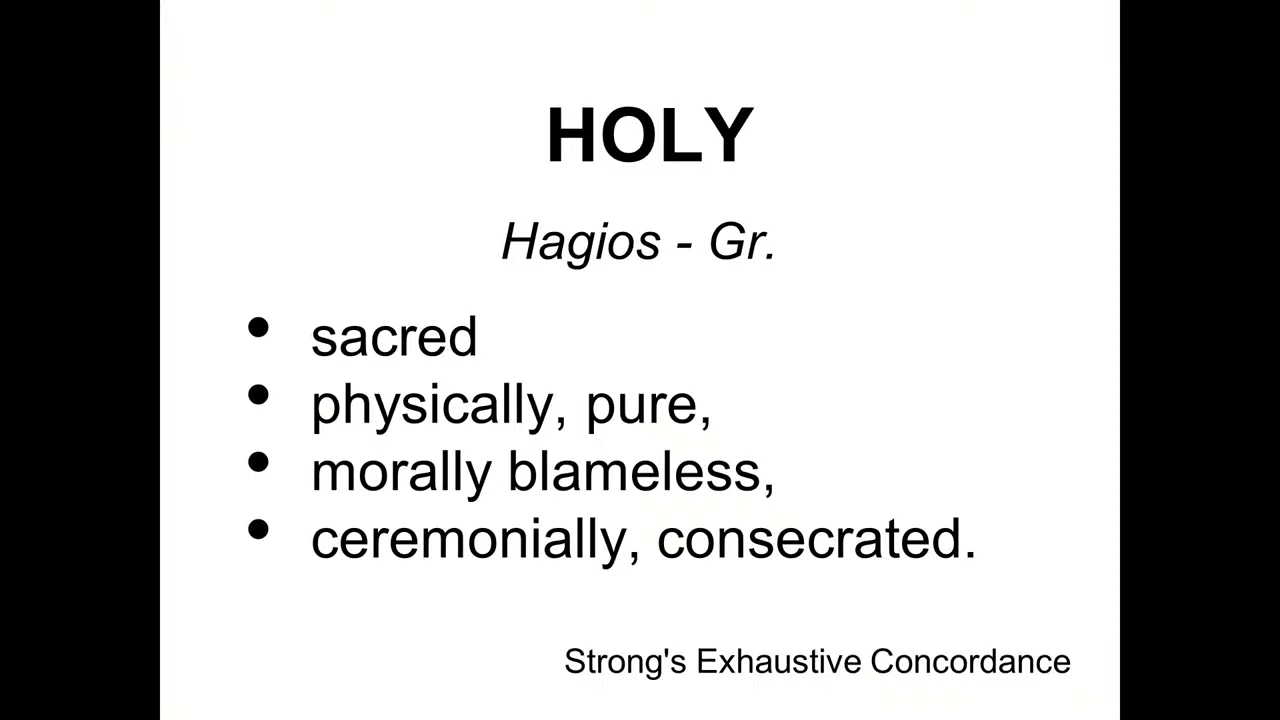 HOLY
Hagios - Gr.
• sacred
• physically, pure,
• morally blameless,
• ceremonially, consecrated.
Strong's Exhaustive Concordance